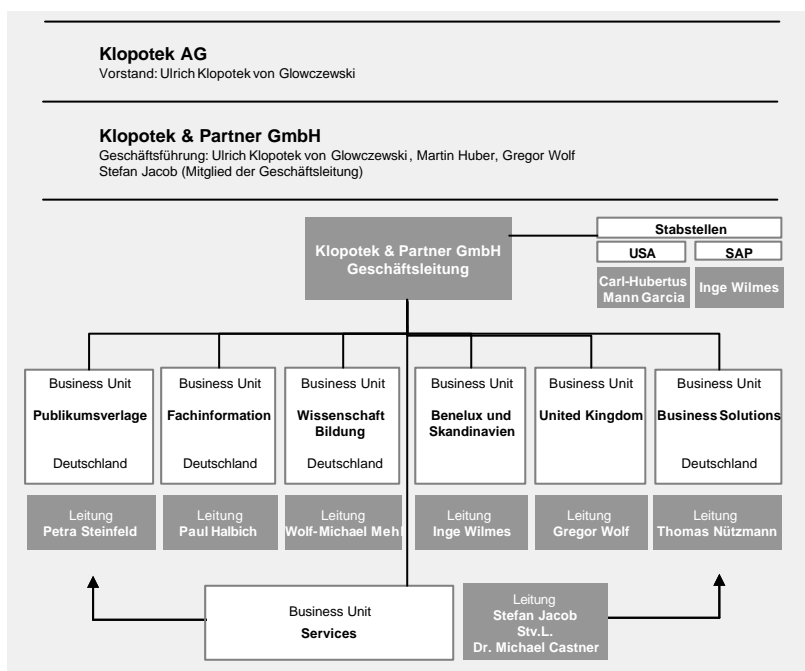 Klopotek AG
Vorstand: Ulrich Klopotek von Glowczewski
Klopotek & Partner GmbH
Geschäftsführung: Ulrich Klopotek von Glowczewski, Martin Huber, Gregor Wolf
Stefan Jacob (Mitglied der Geschäftsleitung)
Klopotek & Partner GmbH
Geschäftsleitung
Stabstellen
USA
SAP
Carl-Hubertus
Mann Garcia
Inge Wilmes
Business Unit
Publikumsverlage
Deutschland
Business Unit
Fachinformation
Deutschland
Business Unit
Wissenschaft
Bildung
Deutschland
Business Unit
Benelux und
Skandinavien
Business Unit
United Kingdom
Business Unit
Business Solutions
Deutschland
Leitung
Petra Steinfeld
Leitung
Paul Halbich
Leitung
Wolf-Michael Mehl
Leitung
Inge Wilmes
Leitung
Gregor Wolf
Leitung
Thomas Nützmann
Business Unit
Services
Leitung
Stefan Jacob
Stv.L.
Dr. Michael Castner